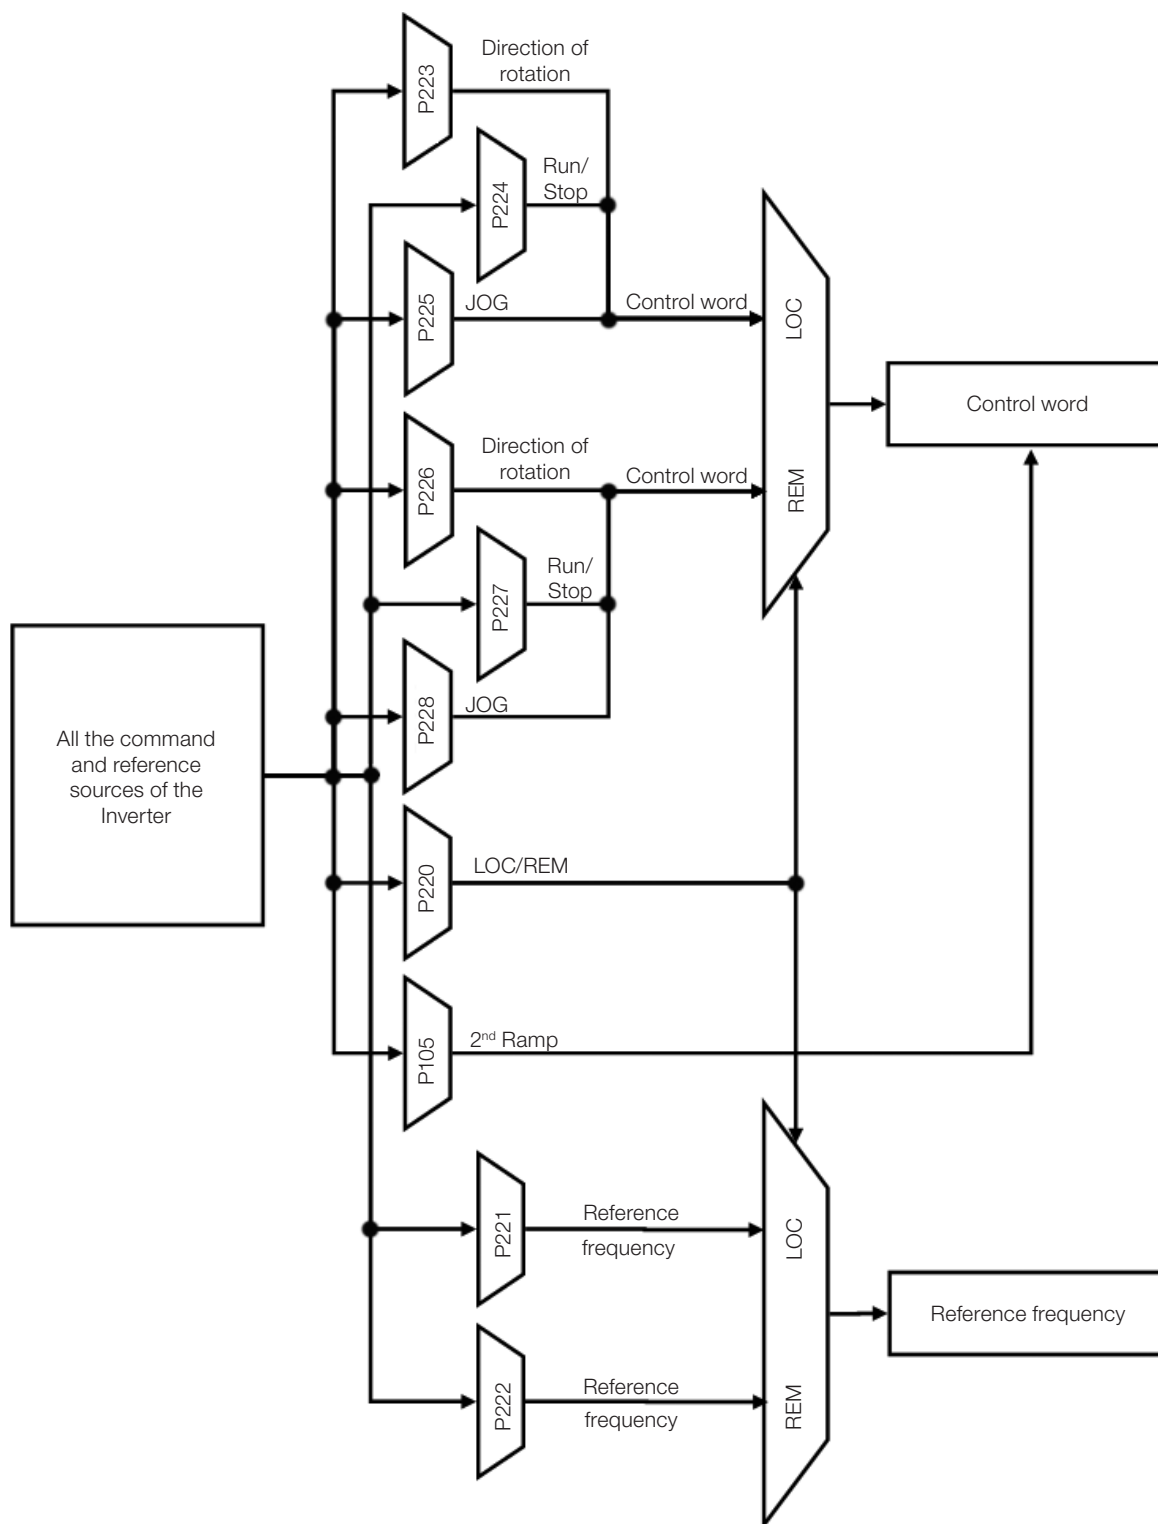 P223
Direction of
rotation
P224
Run/
Stop
P225
JOG
Control word
LOC
Control word
P226
Direction of
rotation
Control word
REM
P227
Run/
Stop
P228
JOG
All the command
and reference
sources of the
Inverter
P220
LOC/REM
P105
2nd Ramp
P221
Reference
frequency
LOC
Reference frequency
P222
Reference
frequency
REM